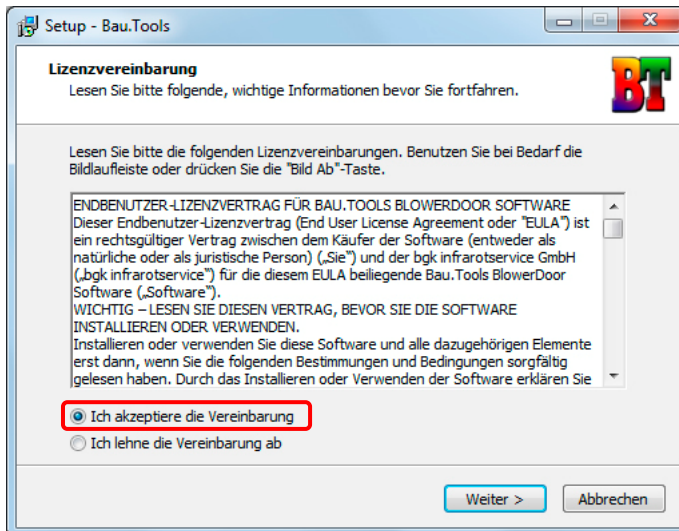 Setup - Bau.Tools
Lizenzvereinbarung
Lesen Sie bitte folgende, wichtige Informationen bevor Sie fortfahren.
BT
Lesen Sie bitte die folgenden Lizenzvereinbarungen. Benutzen Sie bei Bedarf die
Bildlaufleiste oder drücken Sie die "Bild Ab"-Taste.
ENDBENUTZER-LIZENZVERTRAG FÜR BAU.TOOLS BLOWERDOOR SOFTWARE
Dieser Endbenutzer-Lizenzvertrag (End User License Agreement oder "EULA") ist
ein rechtsgültiger Vertrag zwischen dem Käufer der Software (entweder als
natürliche oder als juristische Person) („Sie“) und der bgk infrarotservice GmbH
(„bgk infrarotservice“) für die diesem EULA beiliegende Bau.Tools BlowerDoor
Software („Software“).
WICHTIG – LESEN SIE DIESEN VERTRAG, BEVOR SIE DIE SOFTWARE
INSTALLIEREN ODER VERWENDEN.
Installieren oder verwenden Sie diese Software und alle dazugehörigen Elemente
erst dann, wenn Sie die folgenden Bestimmungen und Bedingungen sorgfältig
gelesen haben. Durch das Installieren oder Verwenden der Software erklären Sie
Ich akzeptiere die Vereinbarung
Ich lehne die Vereinbarung ab
Weiter >
Abbrechen